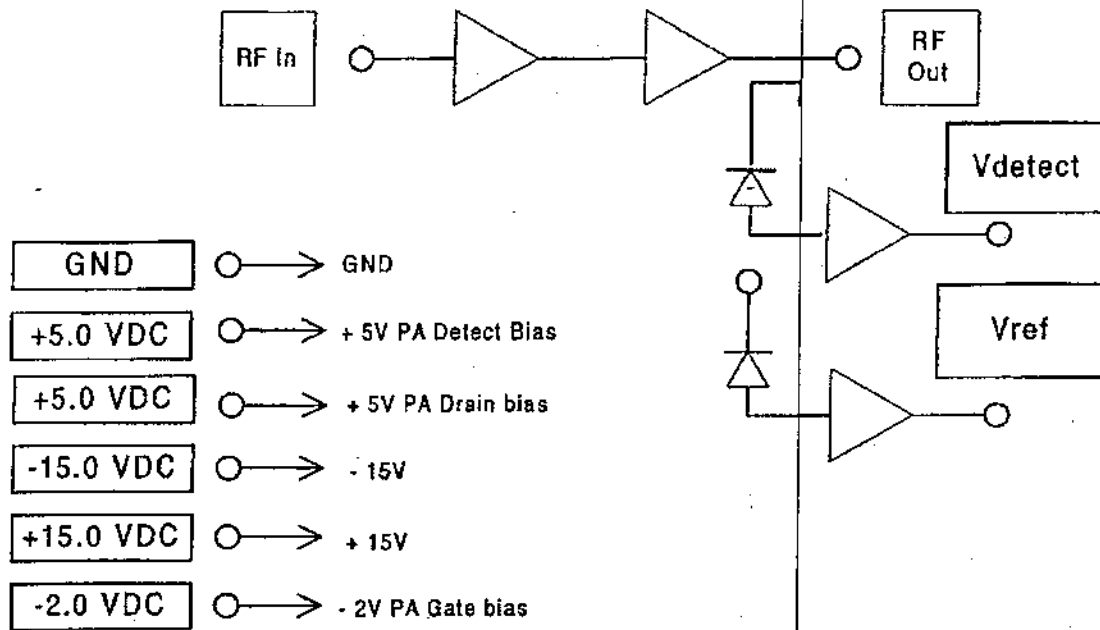 RF In
RF
Out
Vdetect
GND
GND
Vref
+5.0 VDC
+ 5V PA Detect Bias
+5.0 VDC
+ 5V PA Drain bias
-15.0 VDC
- 15V
+15.0 VDC
+ 15V
-2.0 VDC
- 2V PA Gate bias